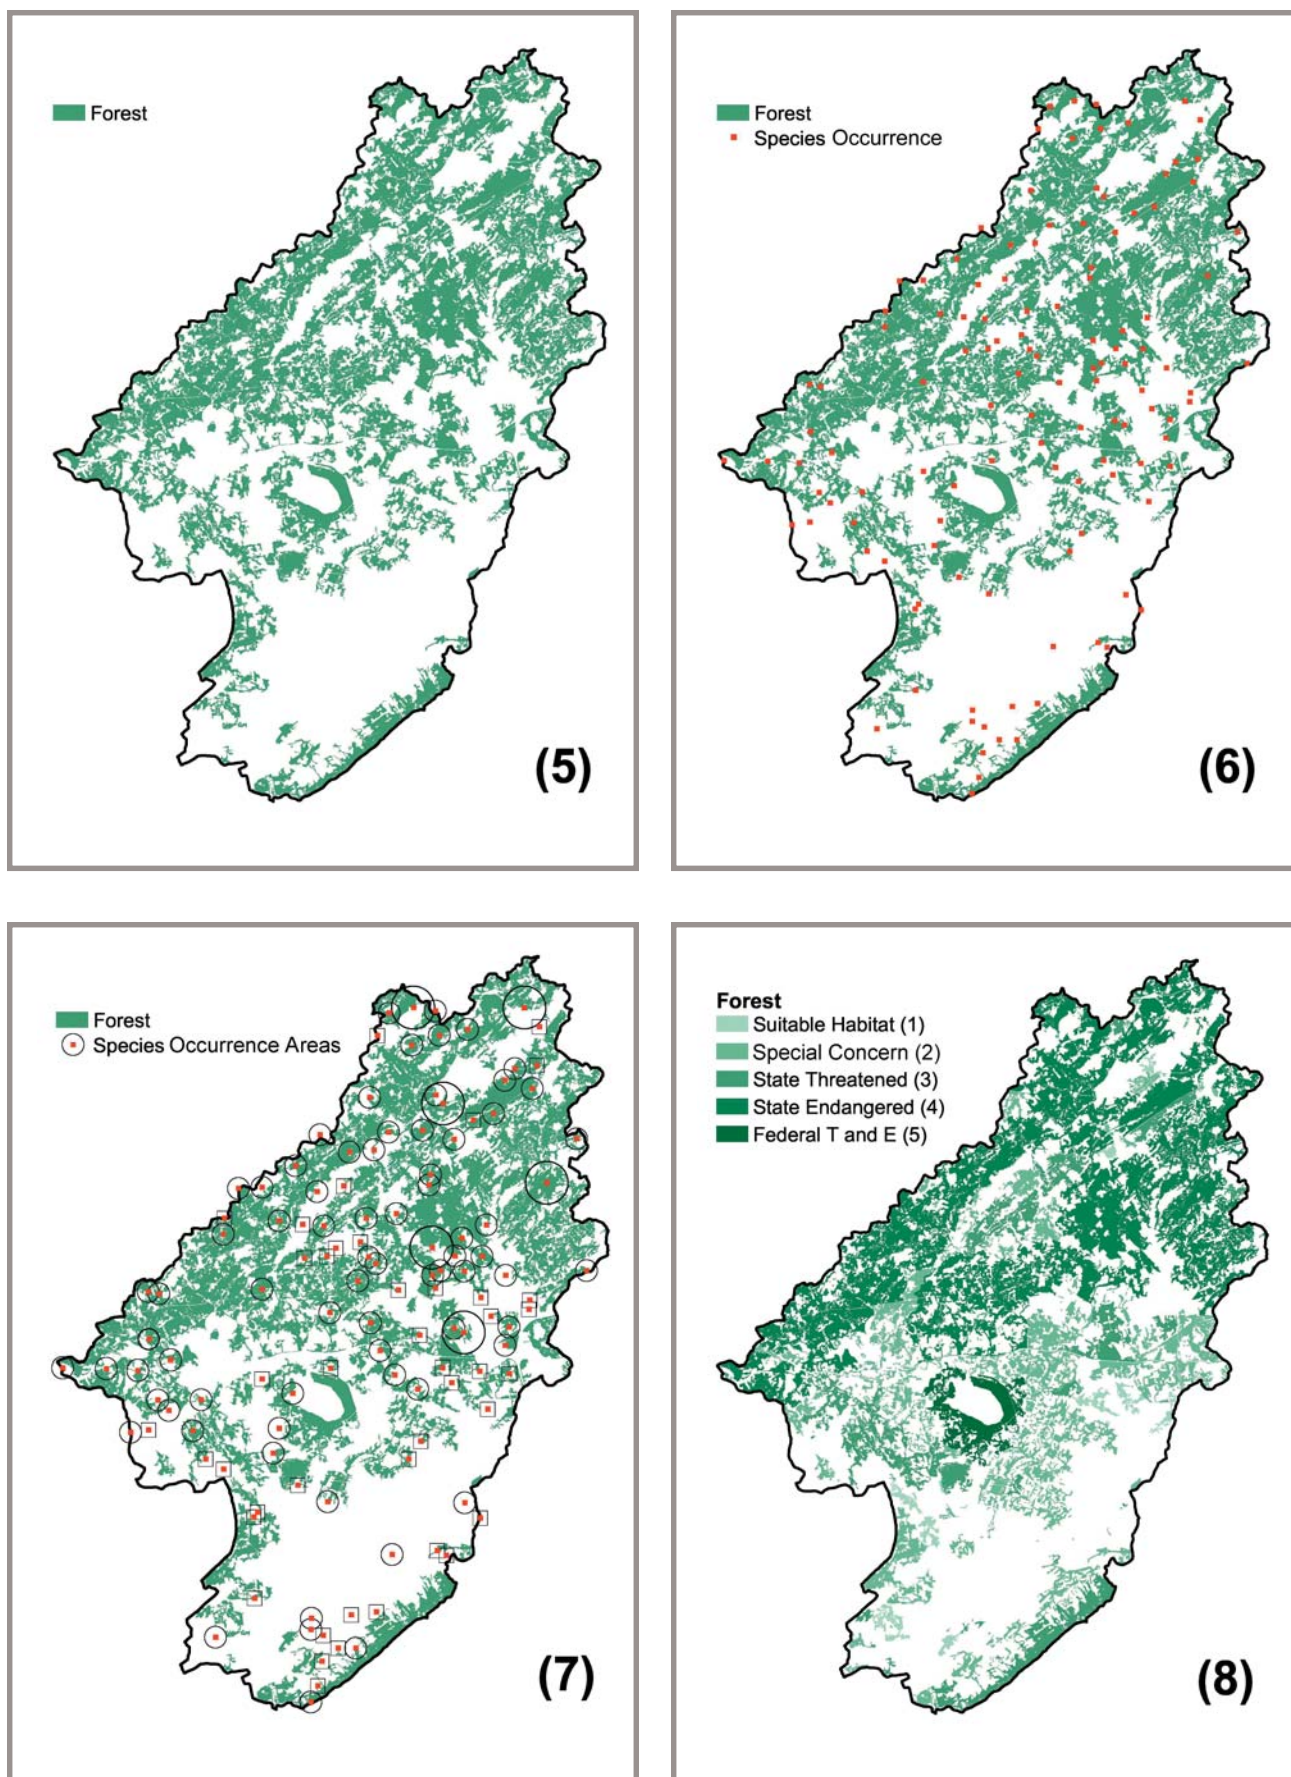 Forest
(5)
Forest
Species Occurrence
(6)
Forest
Species Occurrence Areas
(7)
Forest
Suitable Habitat (1)
Special Concern (2)
State Threatened (3)
State Endangered (4)
Federal T and E (5)
(8)